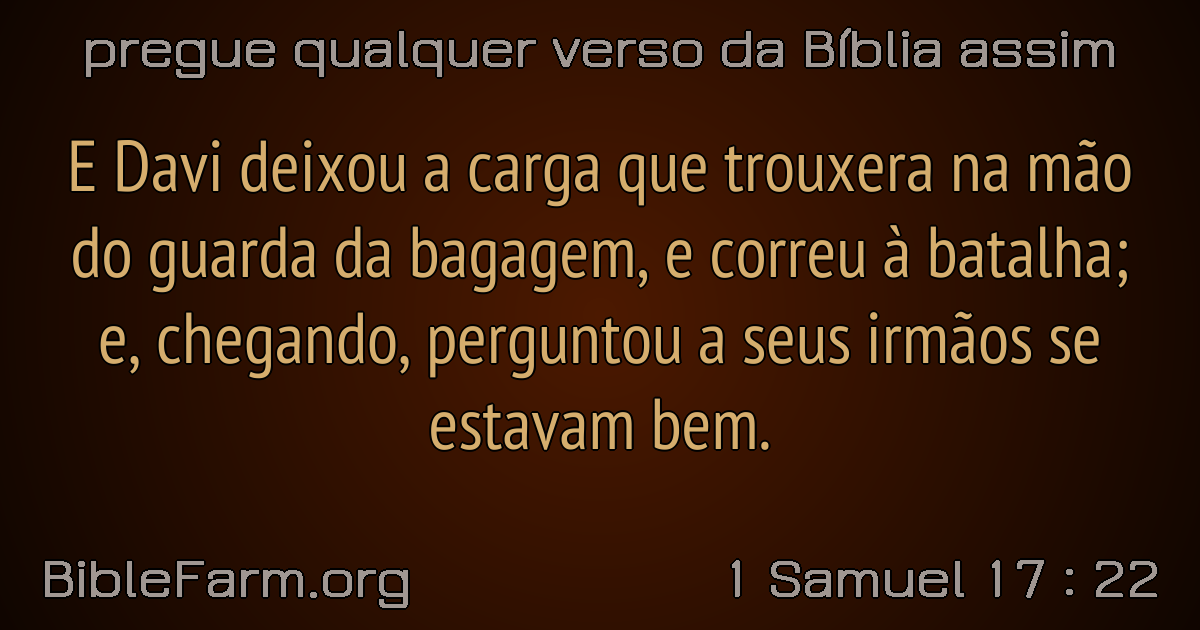 pregue qualquer verso da Bíblia assim
E Davi deixou a carga que trouxera na mão
do guarda da bagagem, e correu à batalha;
e, chegando, perguntou a seus irmãos se
estavam bem.
BibleFarm.org
1 Samuel 17 : 22